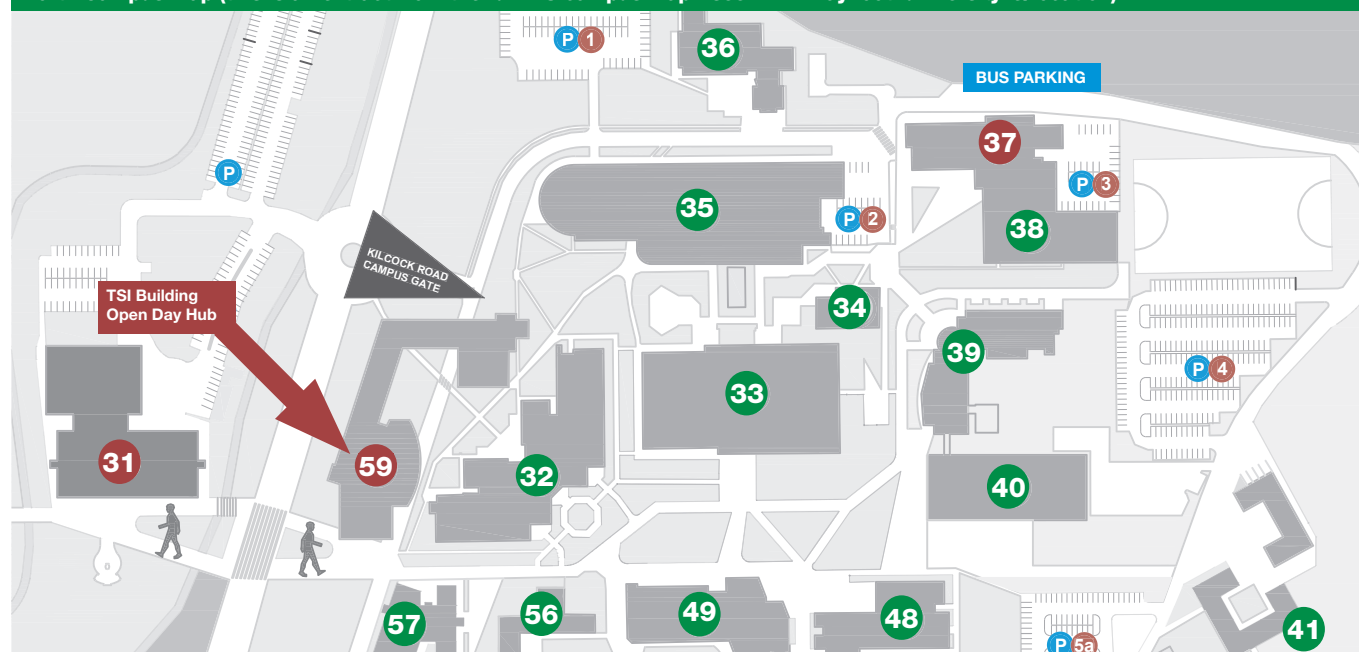 P 1
36
BUS PARKING
37
P
P 3
35
P 2
38
KILCOCK ROAD
CAMPUS GATE
TSI Building
Open Day Hub
34
39
P 4
33
31
59
32
40
57
56
49
48
P 5a
41